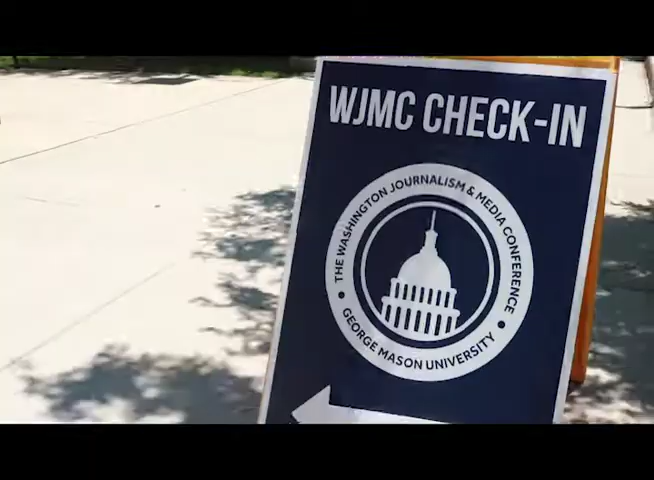 WJMC CHECK-IN
THE WASHINGTON JOURNALISM & MEDIA CONFERENCE
GEORGE MASON UNIVERSITY